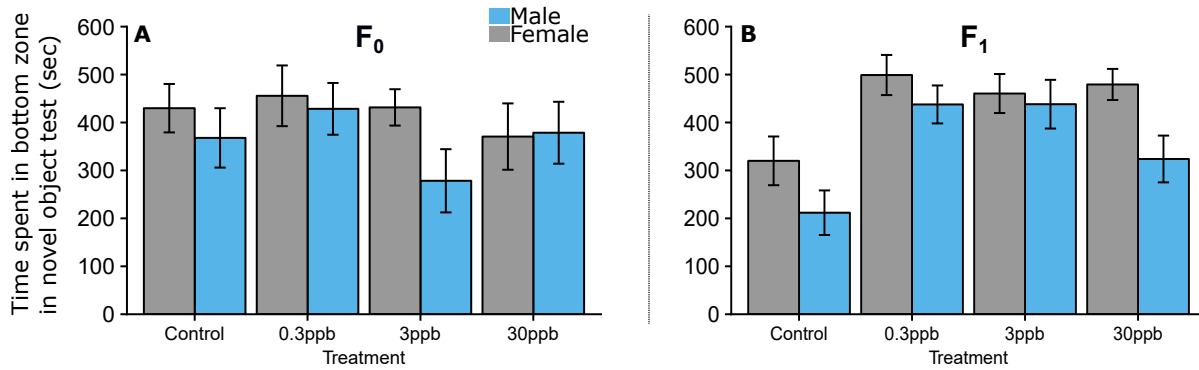 Time spent in bottom zone
in novel object test (sec)
A
F0
Male
Female
600
500
400
300
200
100
0
Control
0.3ppb
3ppb
30ppb
Treatment
B
F1
600
500
400
300
200
100
0
Control
0.3ppb
3ppb
30ppb
Treatment